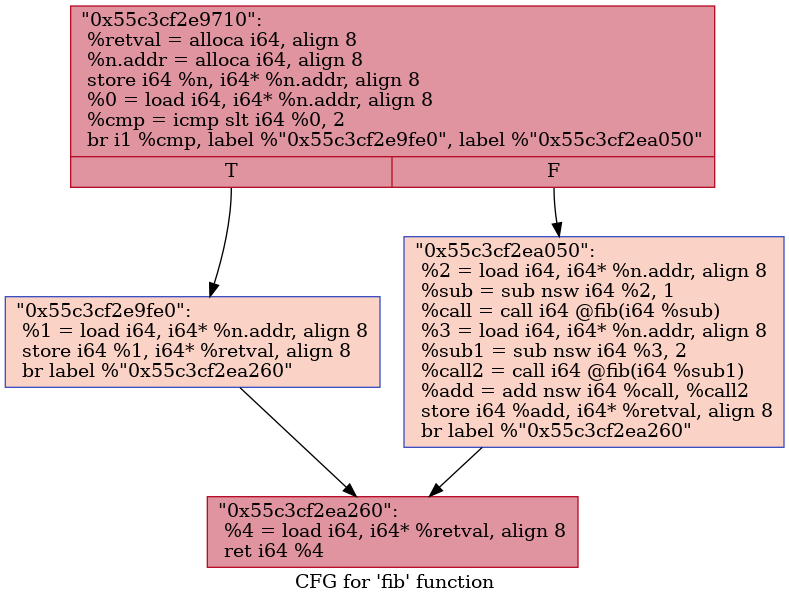 "0x55c3cf2e9710":
%retval = alloca i64, align 8
%n.addr = alloca i64, align 8
store i64 %n, i64* %n.addr, align 8
%0 = load i64, i64* %n.addr, align 8
%cmp = icmp slt i64 %0, 2
br i1 %cmp, label %"0x55c3cf2e9fe0", label %"0x55c3cf2ea050"
T
F
"0x55c3cf2e9fe0":
%1 = load i64, i64* %n.addr, align 8
store i64 %1, i64* %retval, align 8
br label %"0x55c3cf2ea260"
"0x55c3cf2ea050":
%2 = load i64, i64* %n.addr, align 8
%sub = sub nsw i64 %2, 1
%call = call i64 @fib(i64 %sub)
%3 = load i64, i64* %n.addr, align 8
%sub1 = sub nsw i64 %3, 2
%call2 = call i64 @fib(i64 %sub1)
%add = add nsw i64 %call, %call2
store i64 %add, i64* %retval, align 8
br label %"0x55c3cf2ea260"
"0x55c3cf2ea260":
%4 = load i64, i64* %retval, align 8
ret i64 %4
CFG for 'fib' function